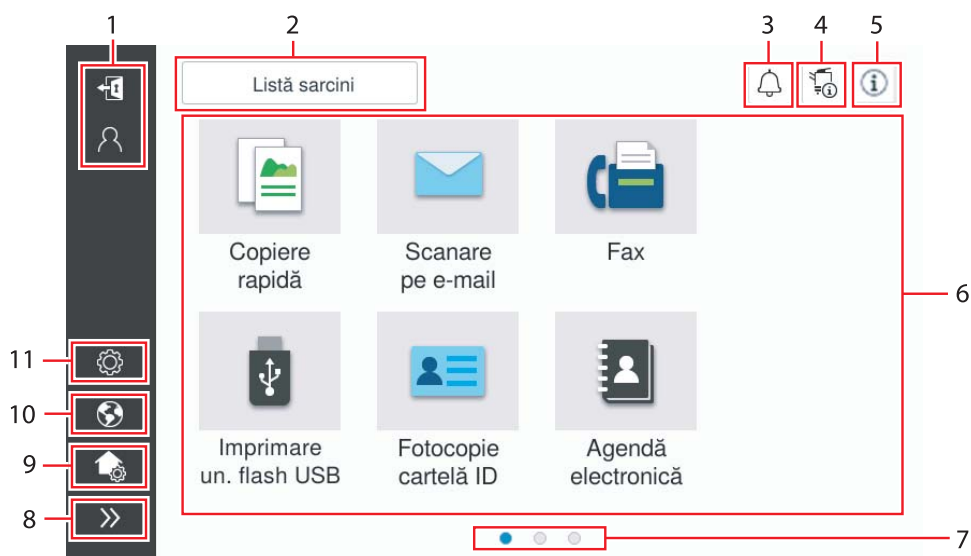 1
2
3
4
5
Listă sarcini
Copiere
rapidă
Scanare
pe e-mail
Fax
6
Imprimare
un. flash USB
Fotocopie
cartelă ID
Agendă
electronică
11
10
9
8
7